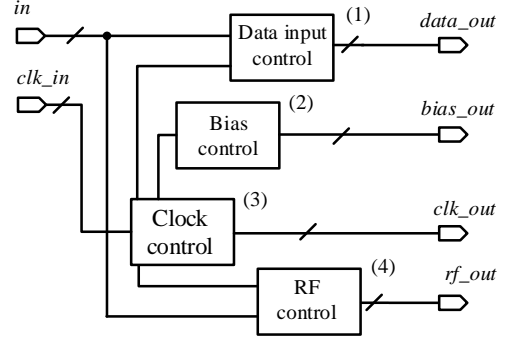 in
(1)
Data input
control
data_out
clk_in
(2)
Bias
control
bias_out
(3)
Clock
control
clk_out
(4)
RF
control
rf_out